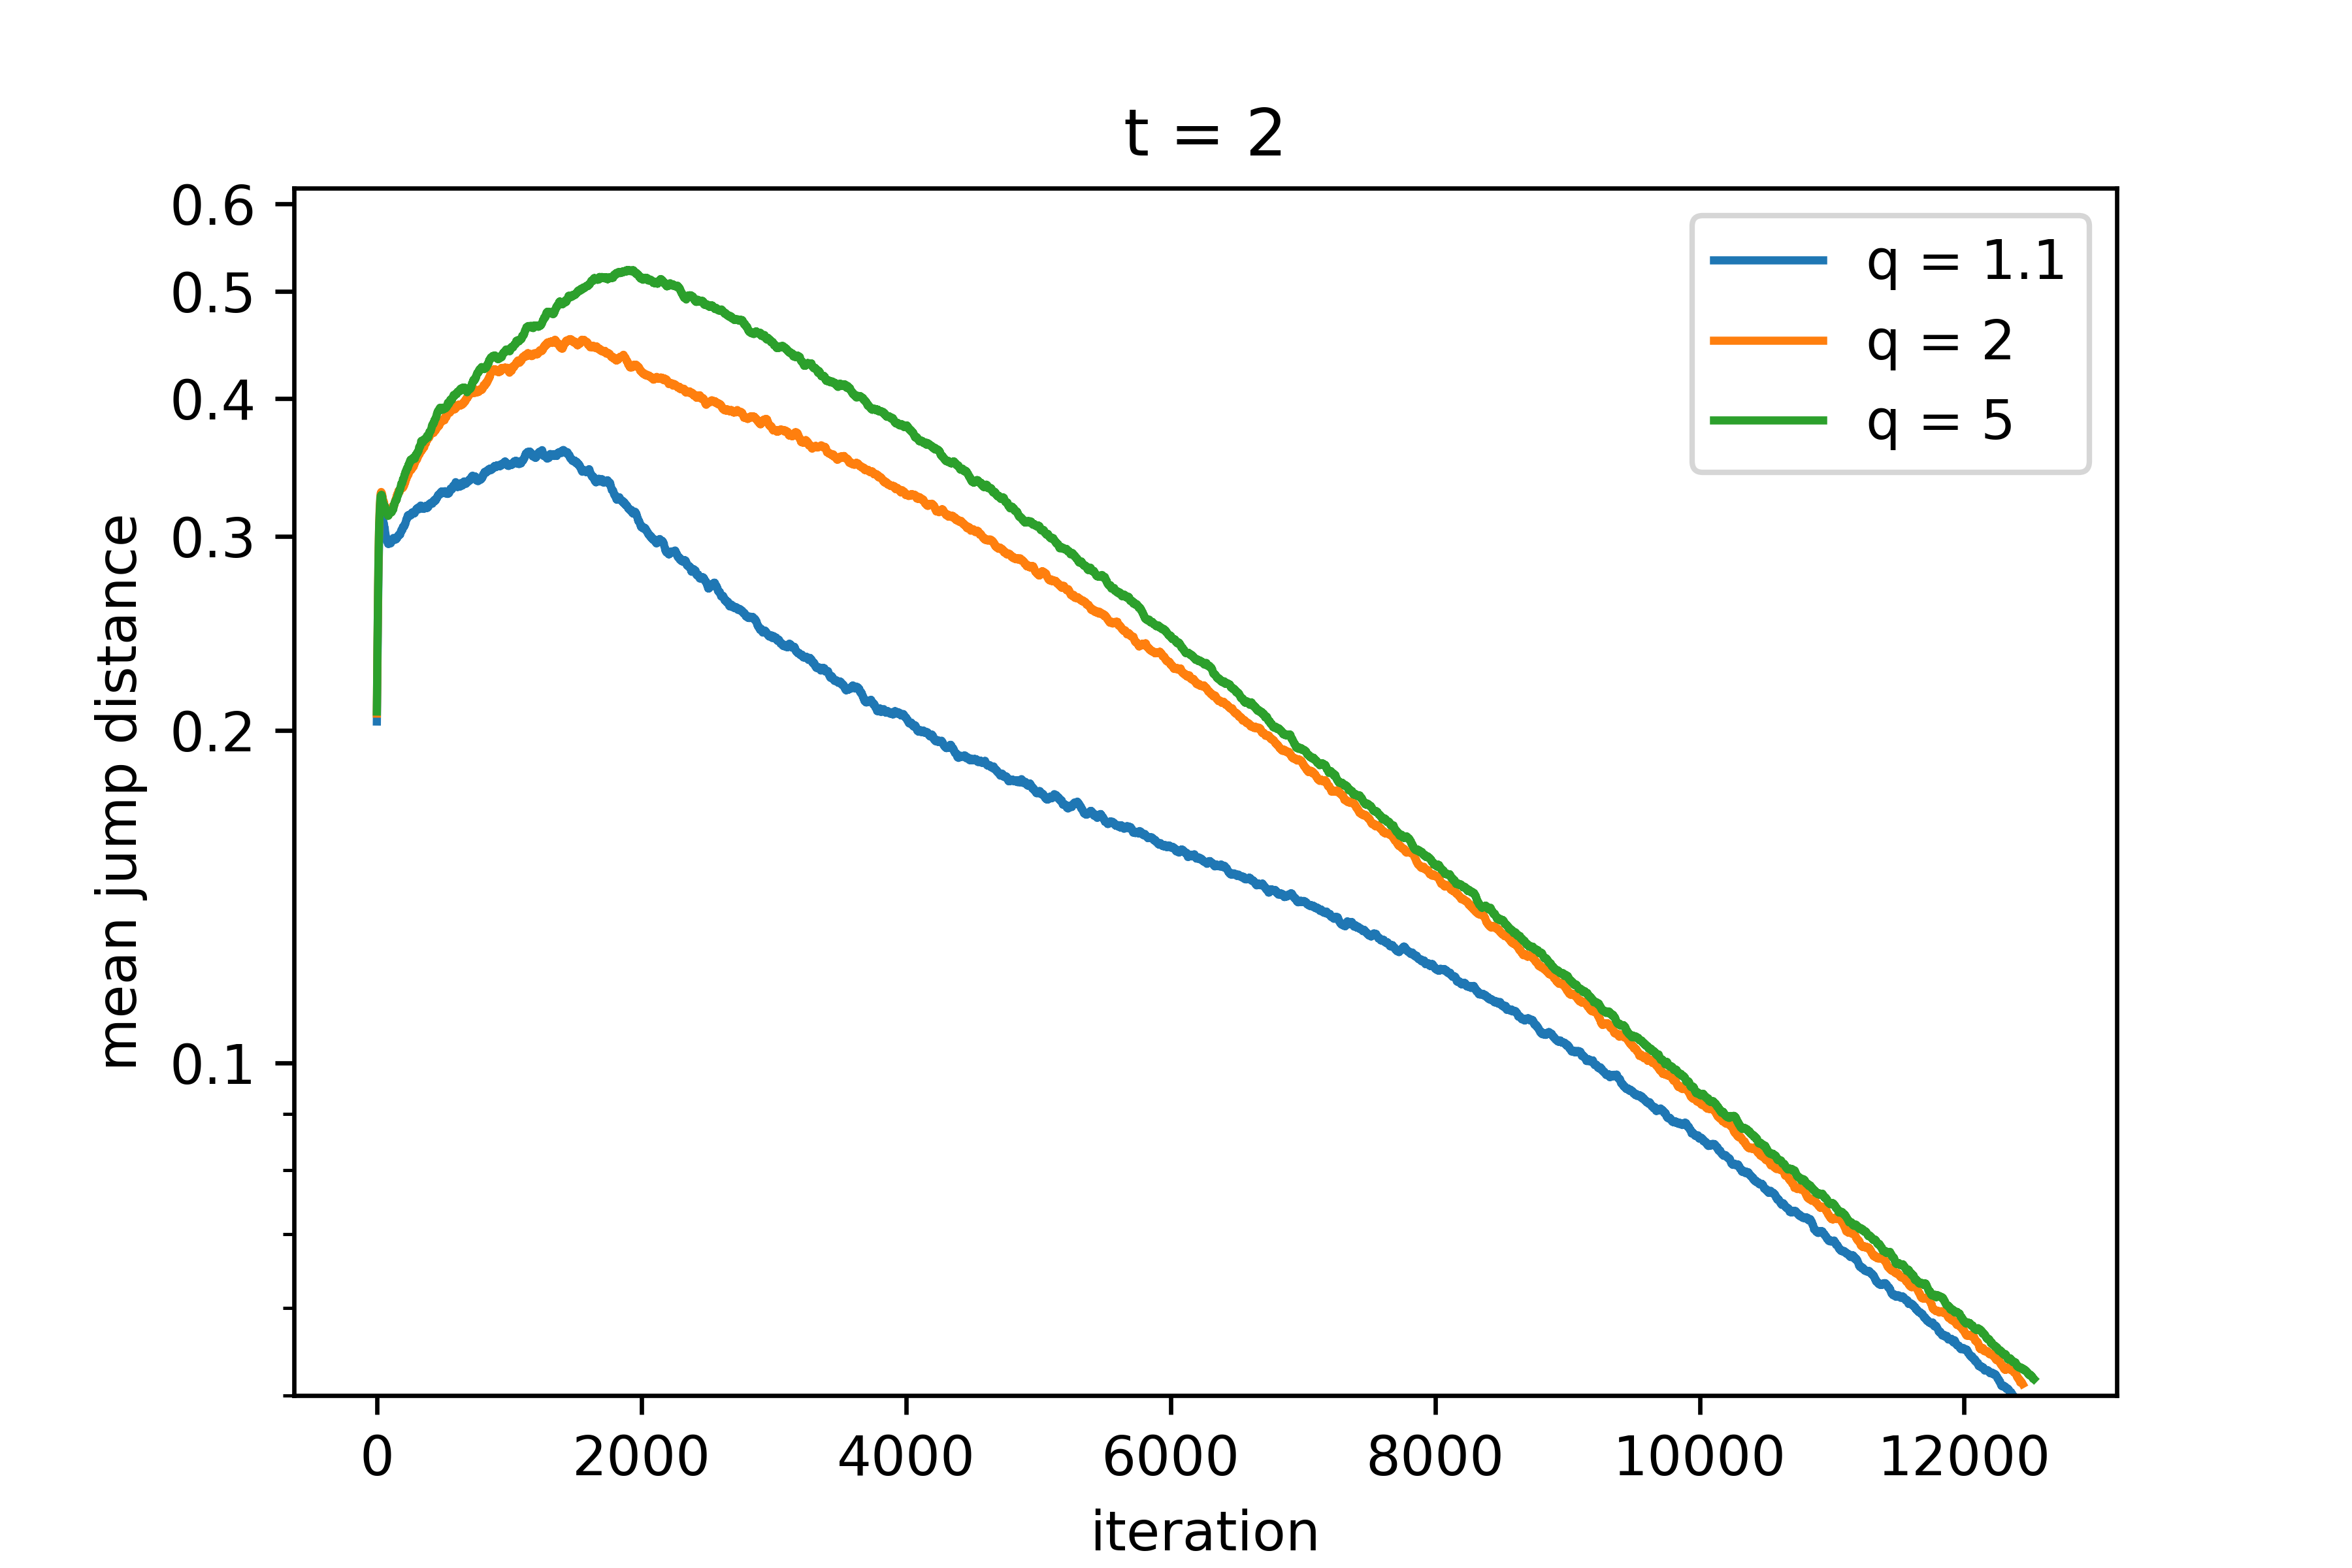 t = 2
0.6
0.5
0.4
0.3
0.2
0.1
mean jump distance
q = 1.1
q = 2
q = 5
0
2000
4000
6000
8000
10000
12000
iteration